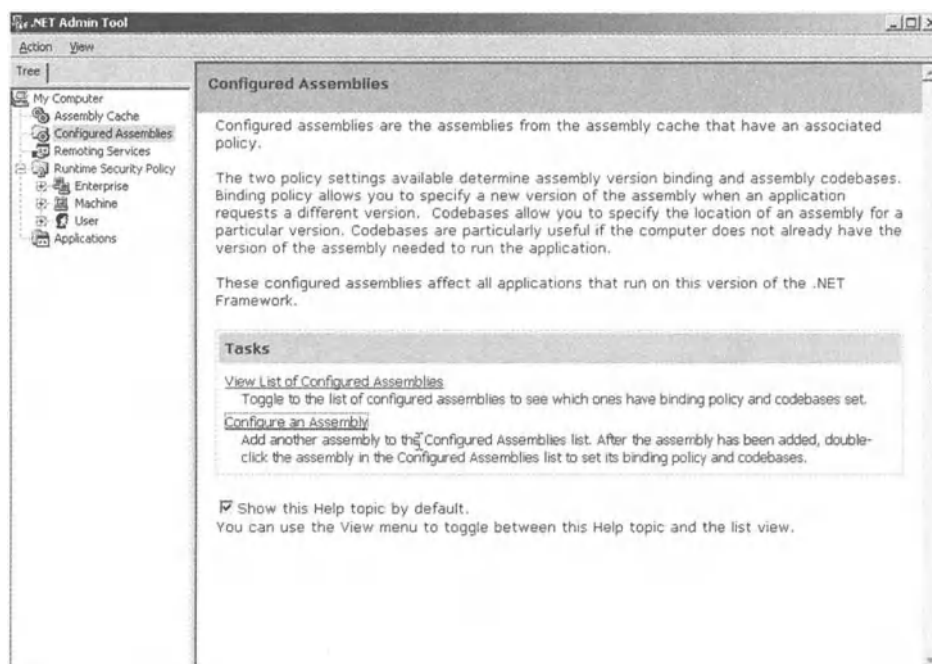 .NET Admin Tool
Action View
Tree
My Computer
Assembly Cache
Configured Assemblies
Remoting Services
Runtime Security Policy
Enterprise
Machine
User
Applications
Configured Assemblies
Configured assemblies are the assemblies from the assembly cache that have an associated
policy.
The two policy settings available determine assembly version binding and assembly codebases.
Binding policy allows you to specify a new version of the assembly when an application
requests a different version. Codebases allow you to specify the location of an assembly for a
particular version. Codebases are particularly useful if the computer does not already have the
version of the assembly needed to run the application.
These configured assemblies affect all applications that run on this version of the .NET
Framework.
Tasks
View List of Configured Assemblies
Toggle to the list of configured assemblies to see which ones have binding policy and codebases set.
Configure an Assembly
Add another assembly to the Configured Assemblies list. After the assembly has been added, double-
click the assembly in the Configured Assemblies list to set its binding policy and codebases.
Show this Help topic by default.
You can use the View menu to toggle between this Help topic and the list view.